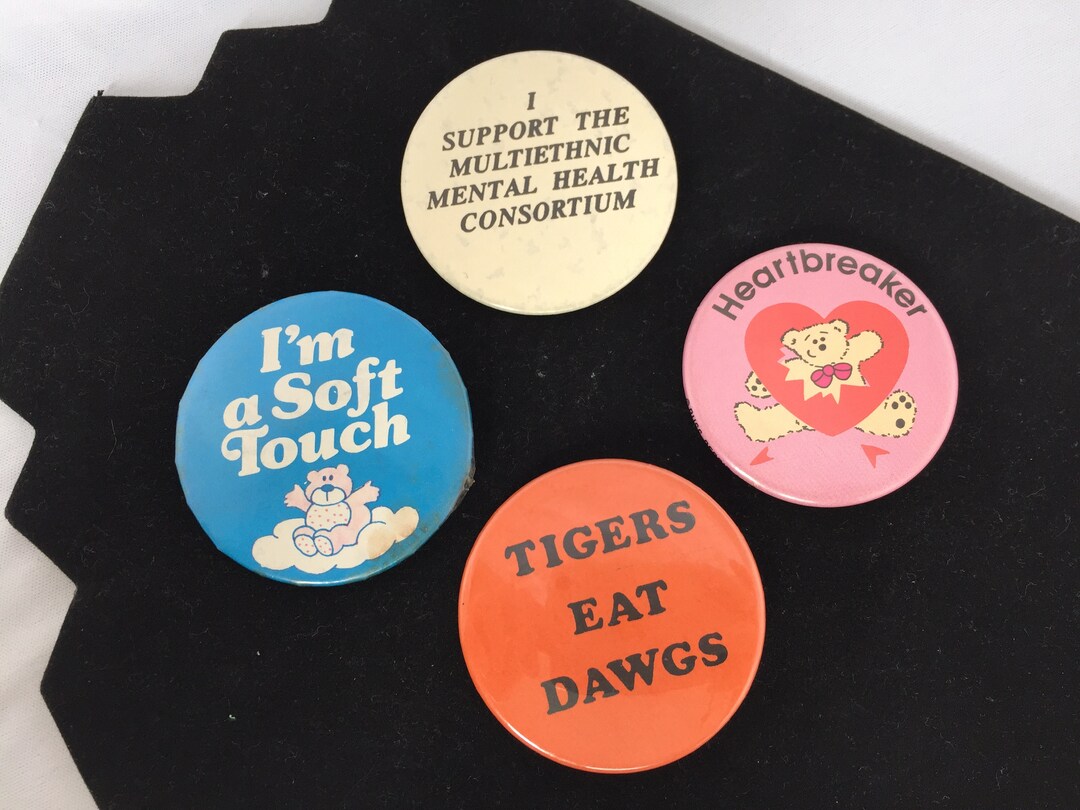 I
SUPPORT THE
MULTIETHNIC
MENTAL HEALTH
CONSORTIUM
Heartbreaker
I'm
a Soft
Touch
TIGERS
EAT
DAWGS